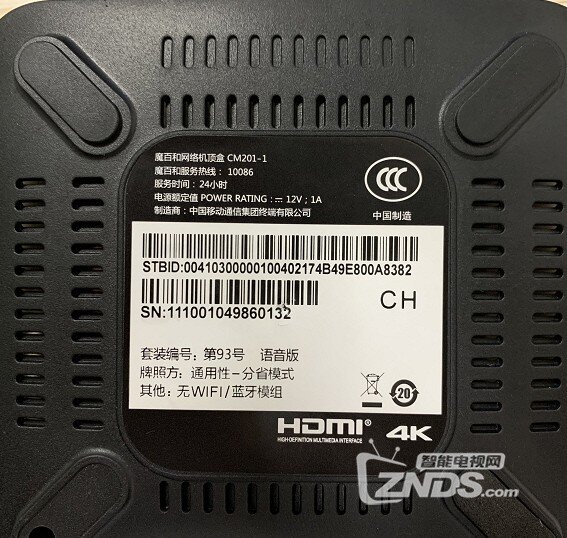 魔百和网络机顶盒 CM201-1
魔百和服务热线: 10086
服务时间: 24小时
电源额定值 POWER RATING: ⎓ 12V; 1A
制造商: 中国移动通信集团终端有限公司
CCC
中国制造
STBID:00410300000100402174B49E800A8382
CH
SN:111001049860132
套装编号: 第93号 语音版
牌照方: 通用性-分省模式
其他: 无WIFI/蓝牙模组
20
HDMI®
HIGH-DEFINITION MULTIMEDIA INTERFACE
4K
智能电视网
ZNDS.com